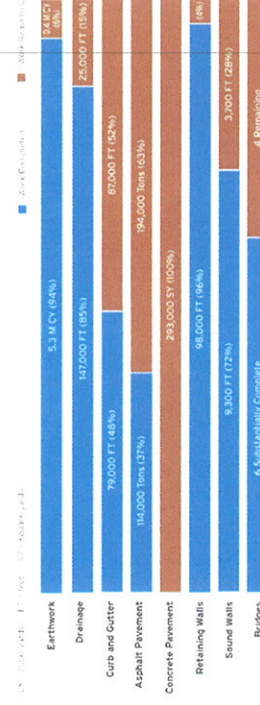 Work Completed
Earthwork
5.3 M CY (94%)
0.4 M CY
(6%)
Drainage
147,000 FT (85%)
25,000 FT (15%)
Curb and Gutter
79,000 FT (48%)
87,000 FT (52%)
Asphalt Pavement
114,000 Tons (37%)
194,000 Tons (63%)
Concrete Pavement
293,000 SY (100%)
Retaining Walls
98,000 FT (96%)
(4%)
Sound Walls
9,300 FT (72%)
3,700 FT (28%)
Bridges
6 Substantially Complete
4 Remaining